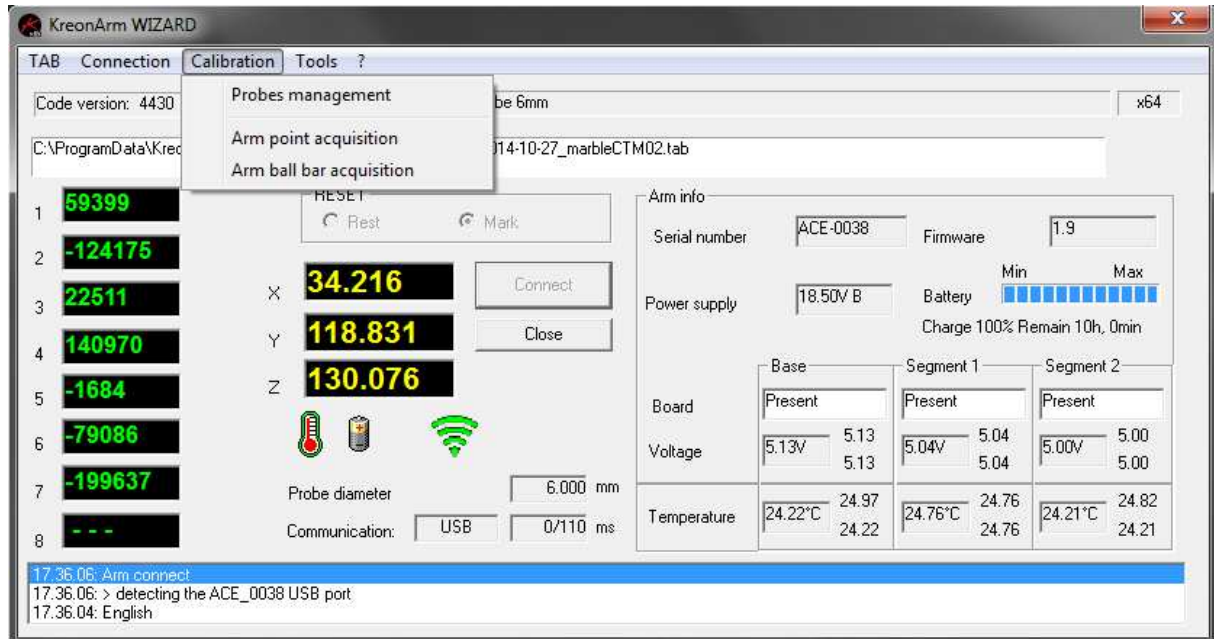 KreonArm WIZARD
TAB Connection Calibration Tools ?
Probes management
Arm point acquisition
Arm ball bar acquisition
Code version: 4430 be 6mm x64
C:\ProgramData\Kreo 014-10-27_marbleCTM02.tab
RESET
Rest Mark
1 59399
2 -124175
3 22511
4 140970
5 -1684
6 -79086
7 -199637
8 - - -
X 34.216
Y 118.831
Z 130.076
Connect
Close
Probe diameter 6.000 mm
Communication: USB 0/110 ms
Arm info
Serial number ACE-0038 Firmware 1.9
Min Max
Power supply 18.50V B Battery
Charge 100% Remain 10h, 0min
Base Segment 1 Segment 2
Board Present Present Present
Voltage 5.13V 5.13 5.13 5.04V 5.04 5.04 5.00V 5.00 5.00
Temperature 24.22°C 24.97 24.22 24.76°C 24.76 24.76 24.21°C 24.82 24.21
17.36.06: Arm connect
17.36.06: > detecting the ACE_0038 USB port
17.36.04: English